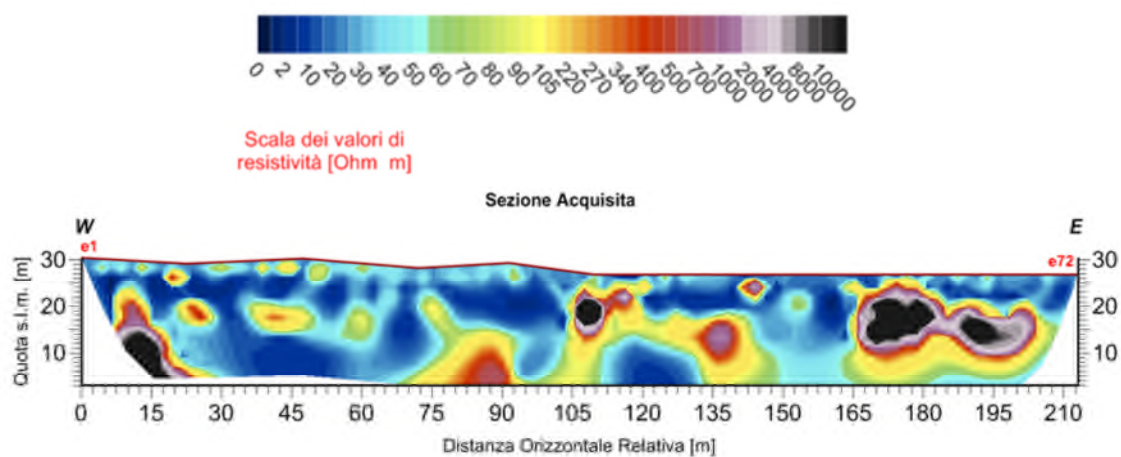 0 2 10 20 30 40 50 60 70 80 90 105 220 270 340 400 500 700 1000 2000 4000 8000 10000
Scala dei valori di
resistività [Ohm m]
Sezione Acquisita
W E
e1 e72
30 30
20 20
10 10
Quota s.l.m. [m]
0 15 30 45 60 75 90 105 120 135 150 165 180 195 210
Distanza Orizzontale Relativa [m]